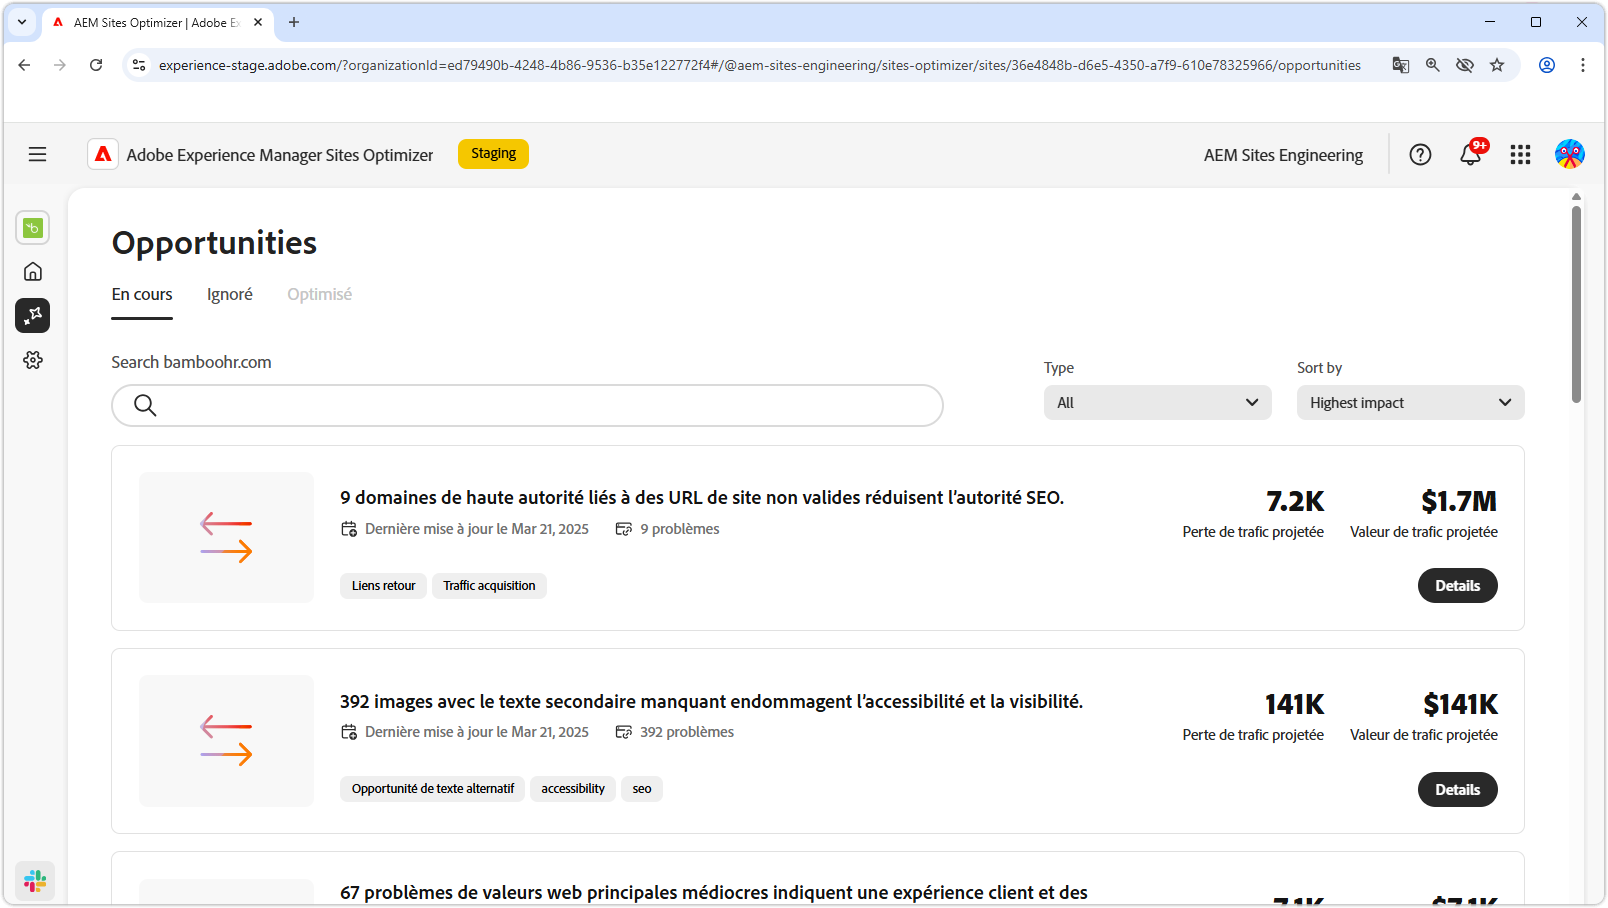 AEM Sites Optimizer | Adobe Ex
experience-stage.adobe.com/?organizationId=ed79490b-4248-4b86-9536-b35e122772f4#/@aem-sites-engineering/sites-optimizer/sites/36e4848b-d6e5-4350-a7f9-610e78325966/opportunities
Adobe Experience Manager Sites Optimizer
Staging
AEM Sites Engineering
9+
Opportunities
En cours
Ignoré
Optimisé
Search bamboohr.com
Type
All
Sort by
Highest impact
9 domaines de haute autorité liés à des URL de site non valides réduisent l’autorité SEO.
Dernière mise à jour le Mar 21, 2025
9 problèmes
Liens retour
Traffic acquisition
7.2K
Perte de trafic projetée
$1.7M
Valeur de trafic projetée
Details
392 images avec le texte secondaire manquant endommagent l’accessibilité et la visibilité.
Dernière mise à jour le Mar 21, 2025
392 problèmes
Opportunité de texte alternatif
accessibility
seo
141K
Perte de trafic projetée
$141K
Valeur de trafic projetée
Details
67 problèmes de valeurs web principales médiocres indiquent une expérience client et des
7.1K
$7.1K